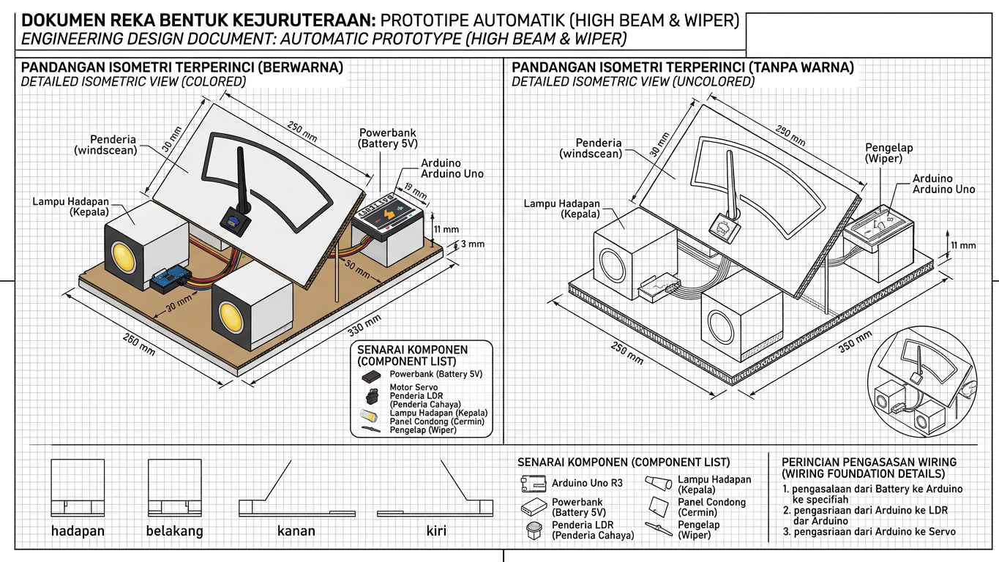 DOKUMEN REKA BENTUK KEJURUTERAAN: PROTOTIPE AUTOMATIK (HIGH BEAM & WIPER)
ENGINEERING DESIGN DOCUMENT: AUTOMATIC PROTOTYPE (HIGH BEAM & WIPER)
PANDANGAN ISOMETRI TERPERINCI (BERWARNA)
DETAILED ISOMETRIC VIEW (COLORED)
30 mm
250 mm
Penderia
(windscean)
Powerbank
(Battery 5V)
Arduino
Arduino Uno
19 mm
Lampu Hadapan
(Kepala)
11 mm
3 mm
50 mm
30 mm
260 mm
330 mm
SENARAI KOMPONEN
(COMPONENT LIST)
Powerbank (Battery 5V)
Motor Servo
Penderia LDR
(Penderia Cahaya)
Lampu Hadapan (Kepala)
Panel Condong (Cermin)
Pengelap (Wiper)
PANDANGAN ISOMETRI TERPERINCI (TANPA WARNA)
DETAILED ISOMETRIC VIEW (UNCOLORED)
30 mm
290 mm
Penderia
(windscean)
Pengelap
(Wiper)
Arduino
Arduino Uno
Lampu Hadapan
(Kepala)
11 mm
250 mm
350 mm
hadapan
belakang
kanan
kiri
SENARAI KOMPONEN (COMPONENT LIST)
Arduino Uno R3
Powerbank
(Battery 5V)
Penderia LDR
(Penderia Cahaya)
Lampu Hadapan
(Kepala)
Panel Condong
(Cermin)
Pengelap
(Wiper)
PERINCIAN PENGASASAN WIRING
(WIRING FOUNDATION DETAILS)
1. pengasalaan dari Battery ke Arduino
ke specifiah
2. pengasriaan dari Arduino ke LDR
dar Arduino
3. pengasriaan dari Arduino ke Servo